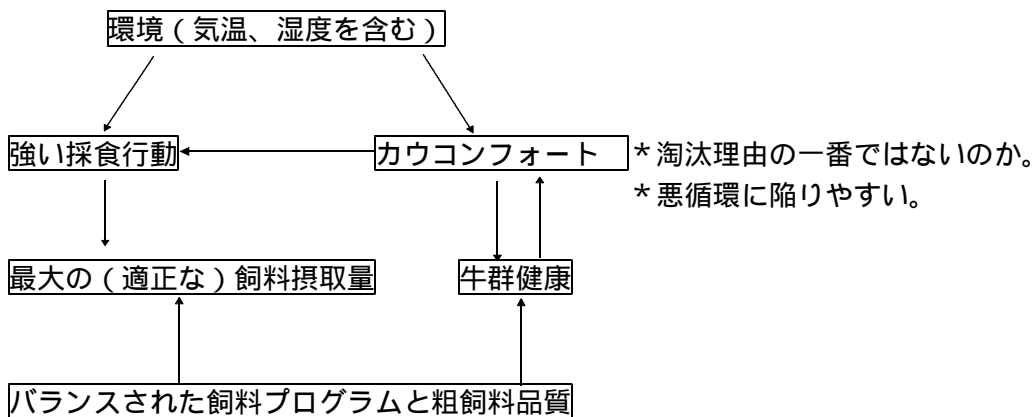 環境（気温、湿度を含む）
強い採食行動
カウコンフォート
＊淘汰理由の一番ではないのか。
＊悪循環に陥りやすい。
最大の（適正な）飼料摂取量
牛群健康
バランスされた飼料プログラムと粗飼料品質